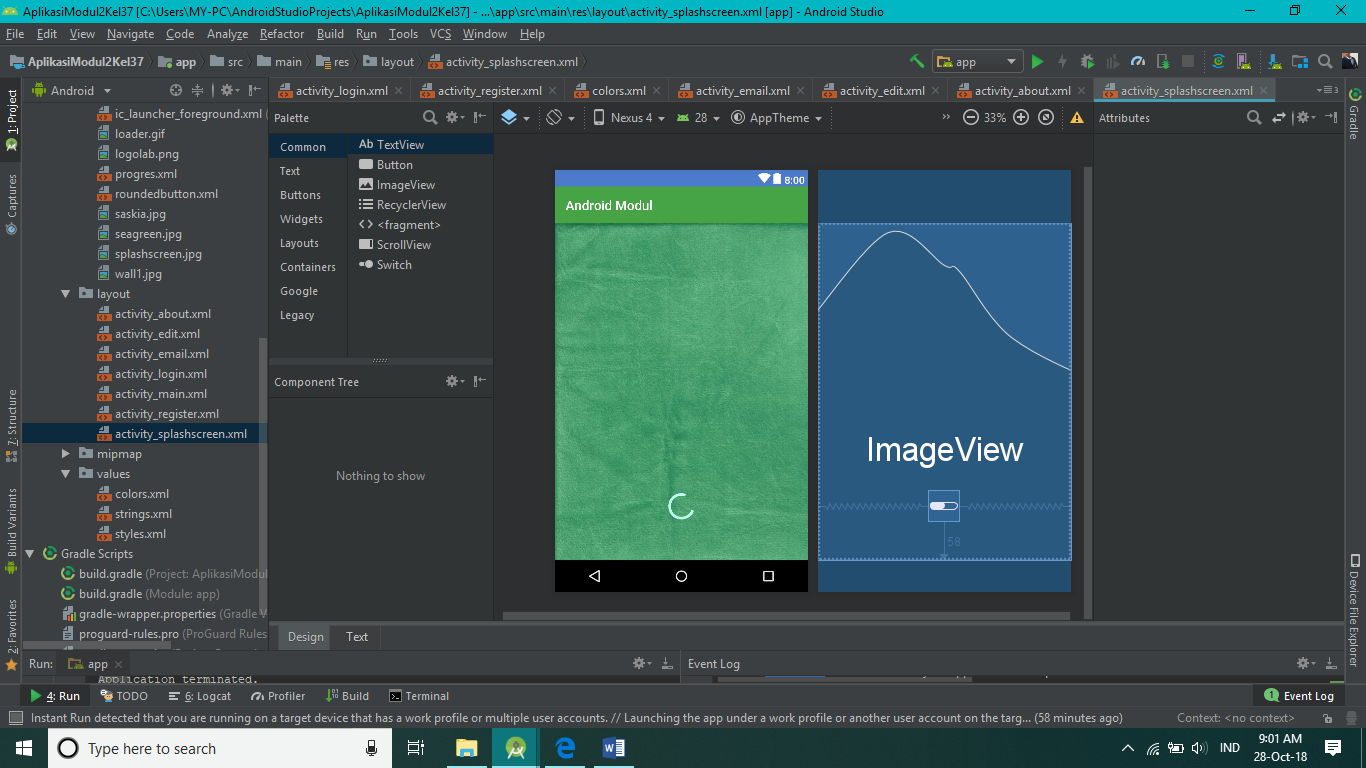 AplikasiModul2Kel37 [C:\Users\MY-PC\AndroidStudioProjects\AplikasiModul2Kel37] - ...\app\src\main\res\layout\activity_splashscreen.xml [app] - Android Studio
File Edit View Navigate Code Analyze Refactor Build Run Tools VCS Window Help
AplikasiModul2Kel37 app src main res layout activity_splashscreen.xml app
1: Project
Captures
7: Structure
Build Variants
2: Favorites
Android
ic_launcher_foreground.xml (
loader.gif
logolab.png
progres.xml
roundedbutton.xml
saskia.jpg
seagreen.jpg
splashscreen.jpg
wall1.jpg
layout
activity_about.xml
activity_edit.xml
activity_email.xml
activity_login.xml
activity_main.xml
activity_register.xml
activity_splashscreen.xml
mipmap
values
colors.xml
strings.xml
styles.xml
Gradle Scripts
build.gradle (Project: AplikasiModul
build.gradle (Module: app)
gradle-wrapper.properties (Gradle V
proguard-rules.pro (ProGuard Rules
activity_login.xml activity_register.xml colors.xml activity_email.xml activity_edit.xml activity_about.xml activity_splashscreen.xml 3
Palette
Common
Text
Buttons
Widgets
Layouts
Containers
Google
Legacy
Ab TextView
Button
ImageView
RecyclerView
<> <fragment>
ScrollView
Switch
Component Tree
Nothing to show
Nexus 4 28 AppTheme 33%
8:00
Android Modul
ImageView
58
Attributes
Gradle
Device File Explorer
Design Text
Run: app
Application terminated.
Event Log
4: Run TODO 6: Logcat Profiler Build Terminal 1 Event Log
Instant Run detected that you are running on a target device that has a work profile or multiple user accounts. // Launching the app under a work profile or another user account on the targ... (58 minutes ago) Context: <no context>
Type here to search
IND
9:01 AM
28-Oct-18